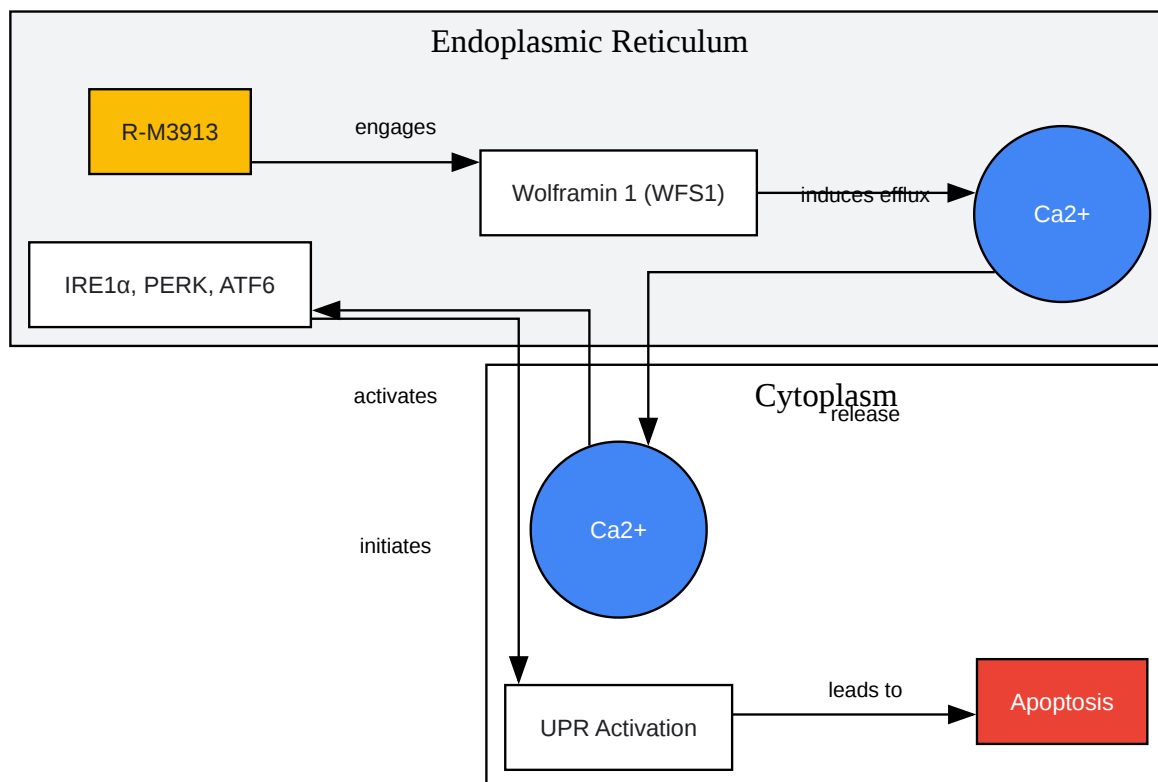 Endoplasmic Reticulum
R-M3913
engages
Wolframin 1 (WFS1)
induces efflux
Ca2+
IRE1α, PERK, ATF6
activates
Cytoplasm
release
Ca2+
initiates
UPR Activation
leads to
Apoptosis